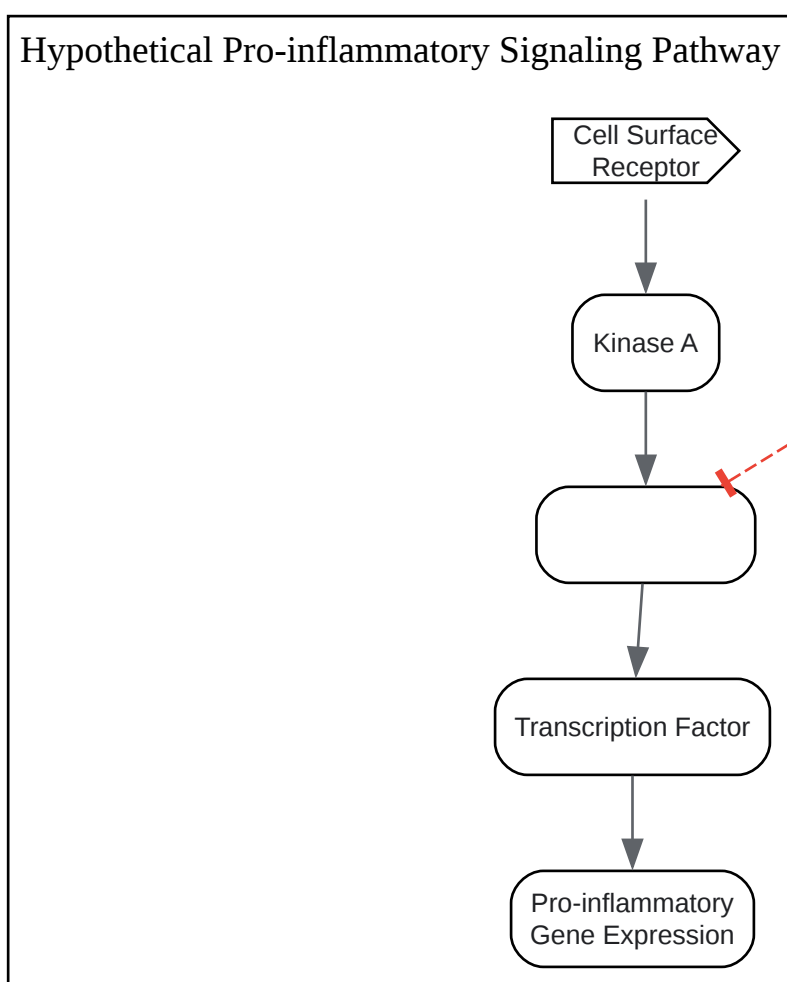 Hypothetical Pro-inflammatory Signaling Pathway
Cell Surface
Receptor
Kinase A
Transcription Factor
Pro-inflammatory
Gene Expression